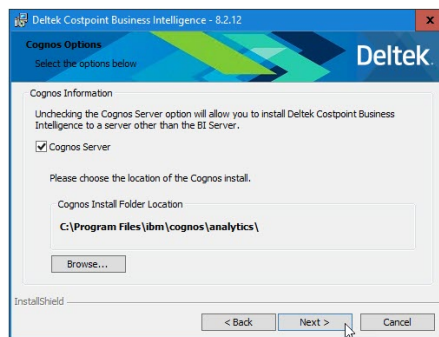 Deltek Costpoint Business Intelligence - 8.2.12
Cognos Options
Select the options below
Deltek
Cognos Information
Unchecking the Cognos Server option will allow you to install Deltek Costpoint Business
Intelligence to a server other than the BI Server.
Cognos Server
Please choose the location of the Cognos install.
Cognos Install Folder Location
C:\Program Files\ibm\cognos\analytics\
Browse...
InstallShield
< Back Next > Cancel